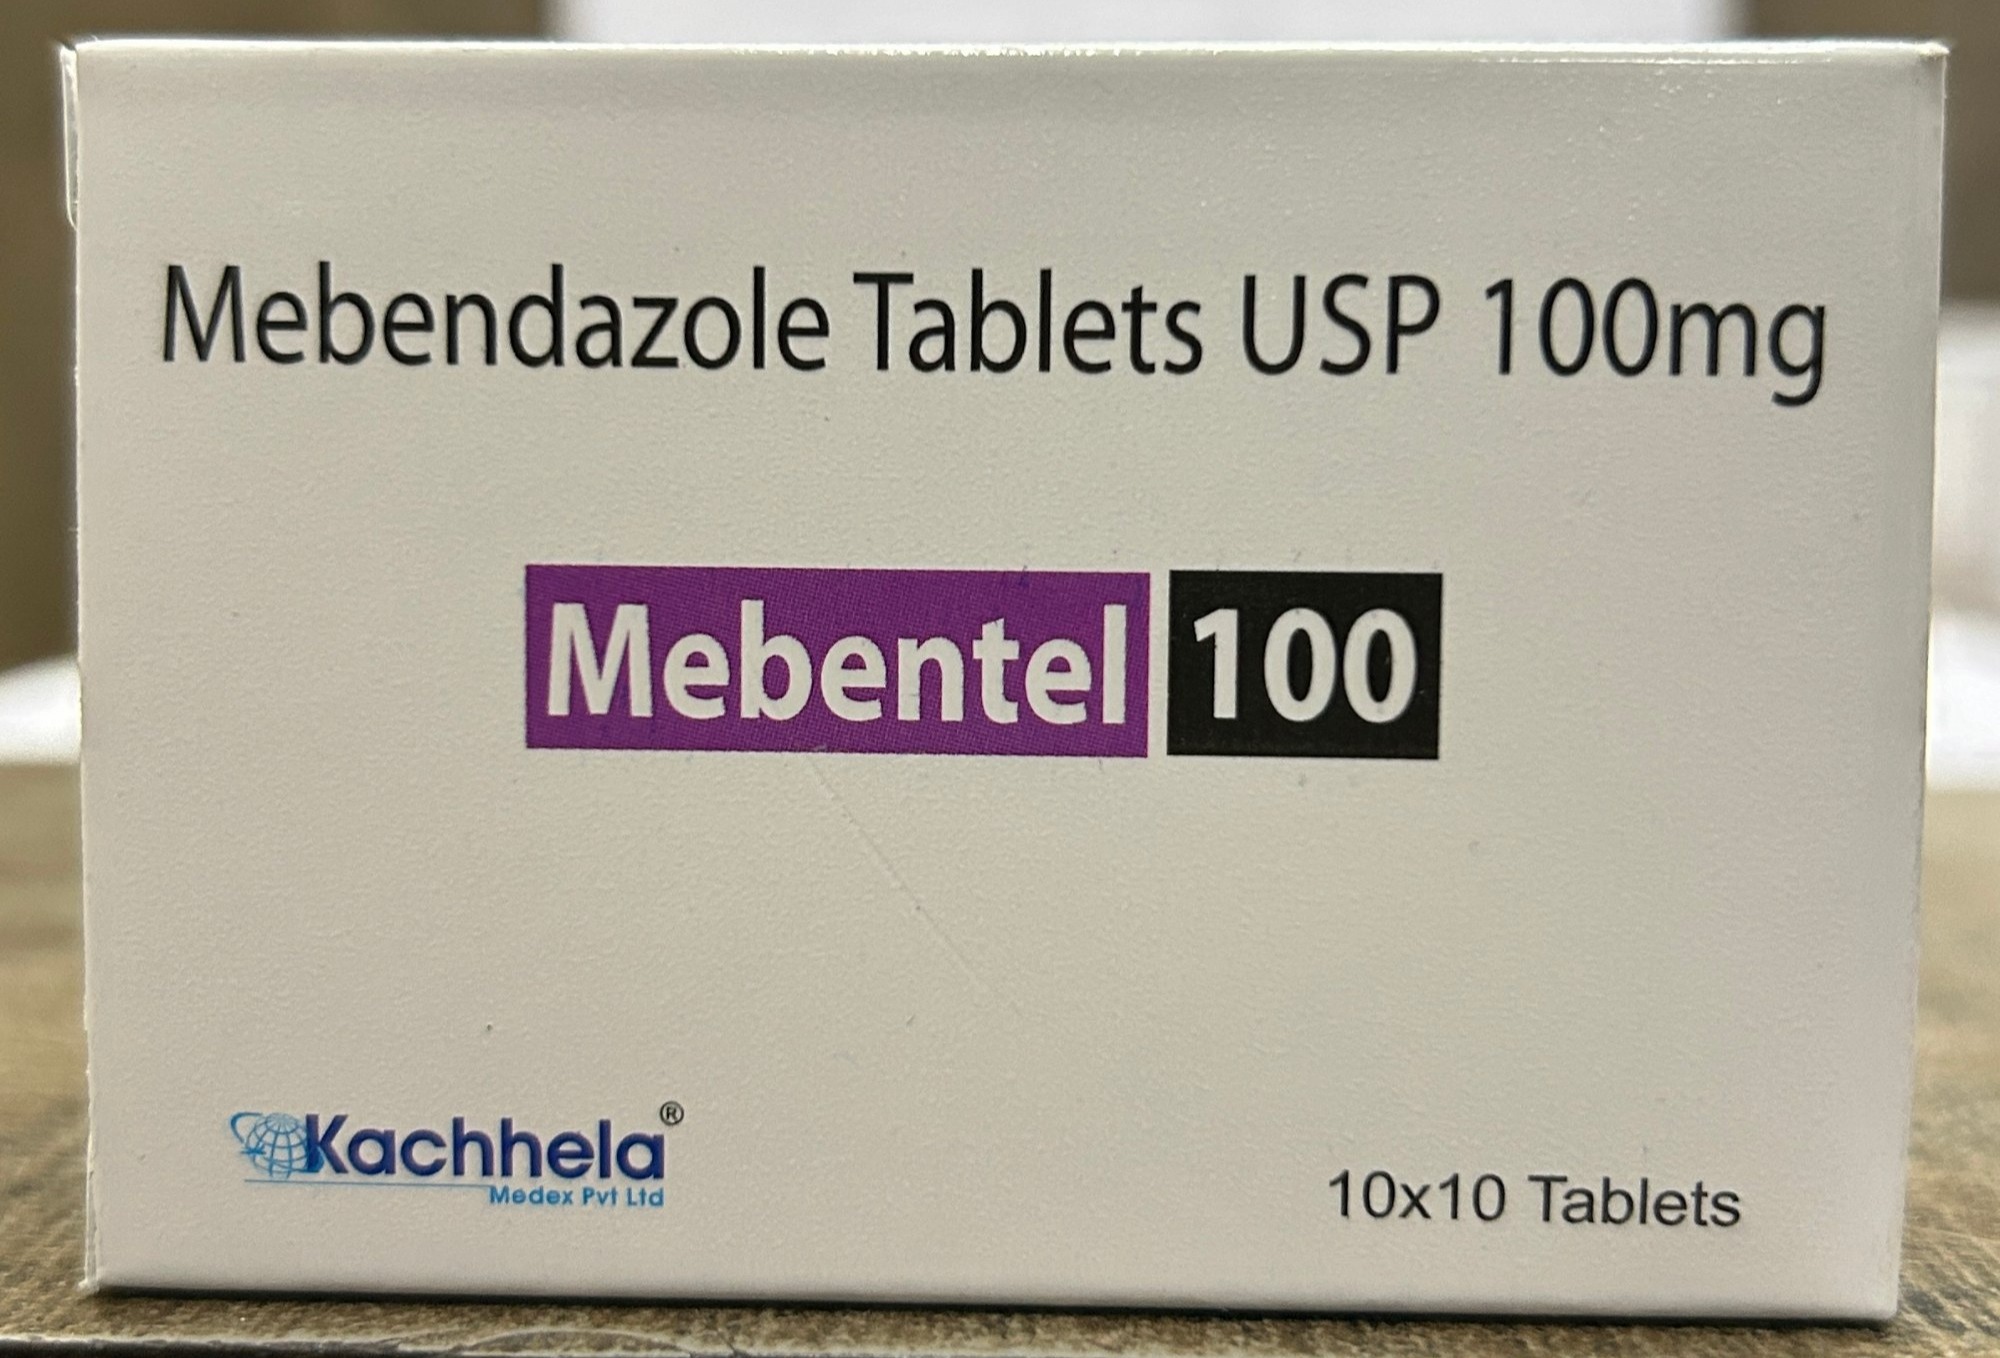 Mebendazole Tablets USP 100mg
Mebentel 100
Kachhela®
Medex Pvt Ltd
10x10 Tablets